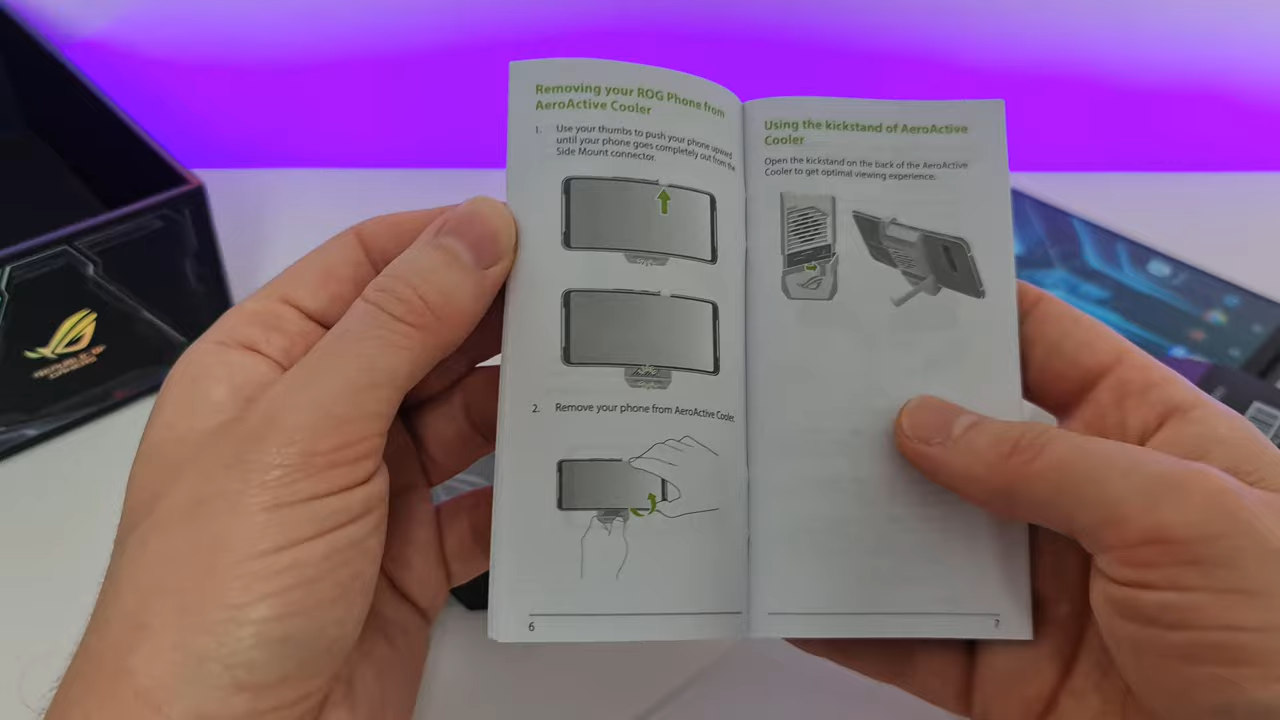 Removing your ROG Phone from
AeroActive Cooler
1. Use your thumbs to push your phone upward
until your phone goes completely out from the
Side Mount connector.
2. Remove your phone from AeroActive Cooler.
6
Using the kickstand of AeroActive
Cooler
Open the kickstand on the back of the AeroActive
Cooler to get optimal viewing experience.
7
REPUBLIC OF
GAMERS